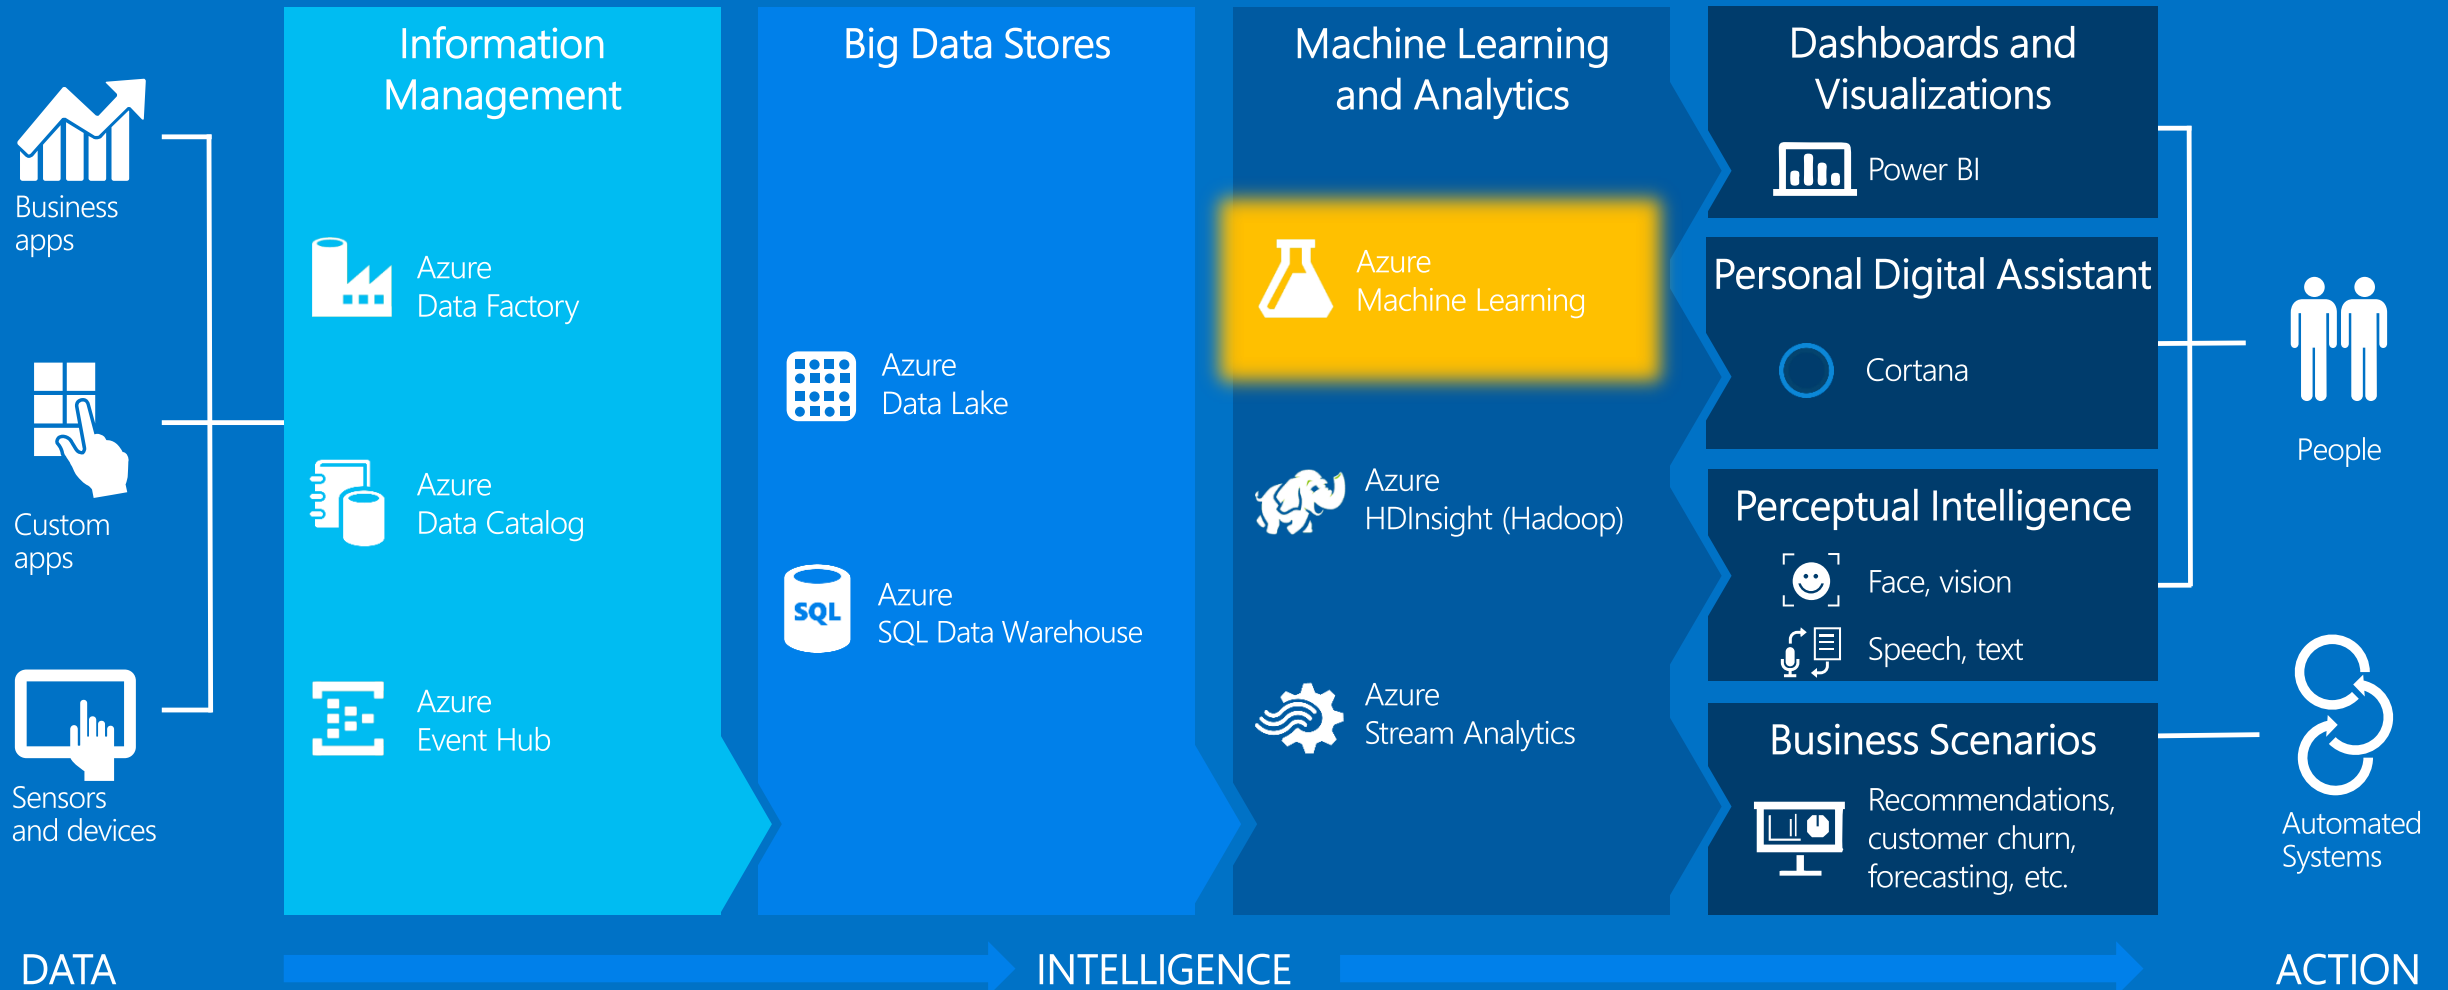 Business
apps
Custom
apps
Sensors
and devices
Information
Management
Azure
Data Factory
Azure
Data Catalog
Azure
Event Hub
Big Data Stores
Azure
Data Lake
SQL
Azure
SQL Data Warehouse
Machine Learning
and Analytics
Azure
Machine Learning
Azure
HDInsight (Hadoop)
Azure
Stream Analytics
Dashboards and
Visualizations
Power BI
Personal Digital Assistant
Cortana
Perceptual Intelligence
Face, vision
Speech, text
Business Scenarios
Recommendations,
customer churn,
forecasting, etc.
People
Automated
Systems
DATA
INTELLIGENCE
ACTION